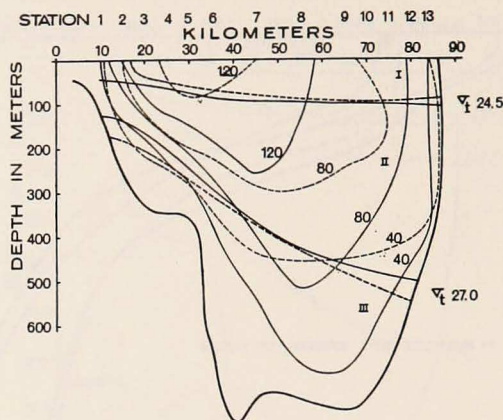 STATION 1 2 3 4 5 6 7 8 9 10 11 12 13
KILOMETERS
0 10 20 30 40 50 60 70 80 90
DEPTH IN METERS
0
100
200
300
400
500
600
120
120
80
80
40
40
I
II
III
∇t 24.5
∇t 27.0